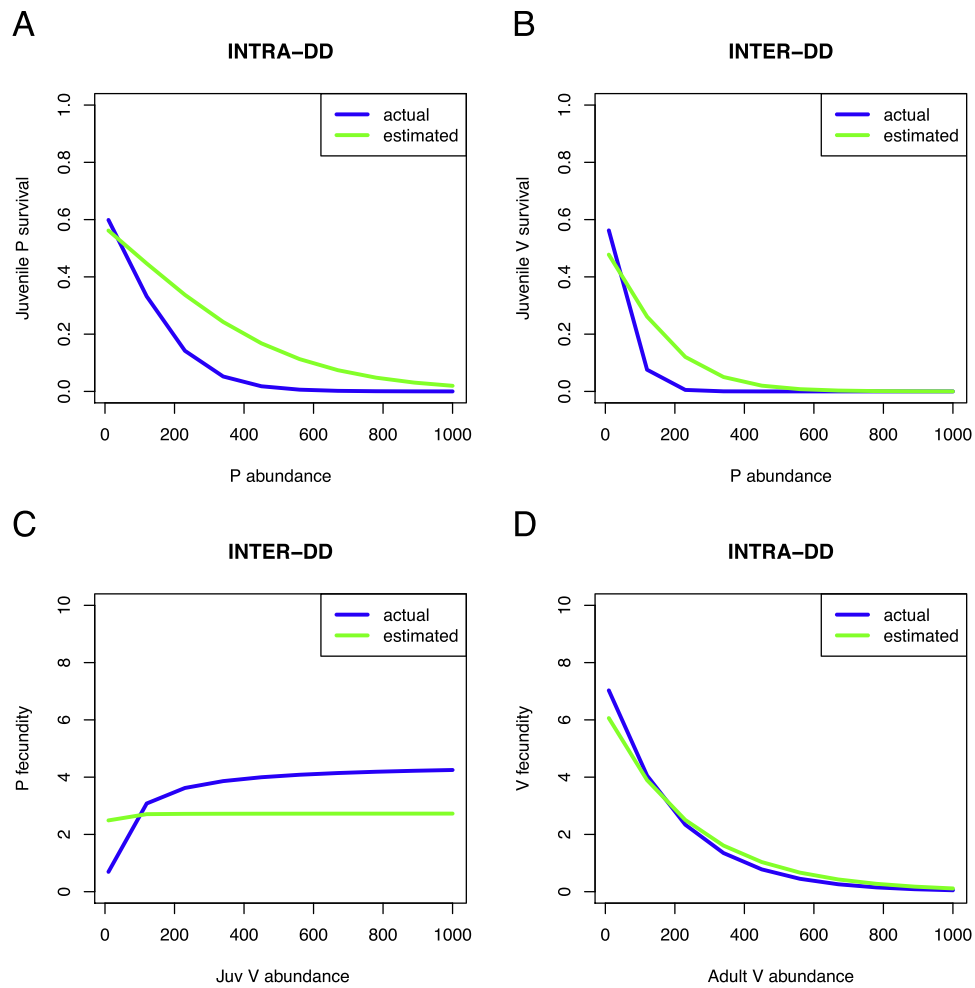 A
INTRA−DD
Juvenile P survival
0.0 0.2 0.4 0.6 0.8 1.0
actual
estimated
0 200 400 600 800 1000
P abundance
B
INTER−DD
Juvenile V survival
0.0 0.2 0.4 0.6 0.8 1.0
actual
estimated
0 200 400 600 800 1000
P abundance
C
INTER−DD
P fecundity
0 2 4 6 8 10
actual
estimated
0 200 400 600 800 1000
Juv V abundance
D
INTRA−DD
V fecundity
0 2 4 6 8 10
actual
estimated
0 200 400 600 800 1000
Adult V abundance